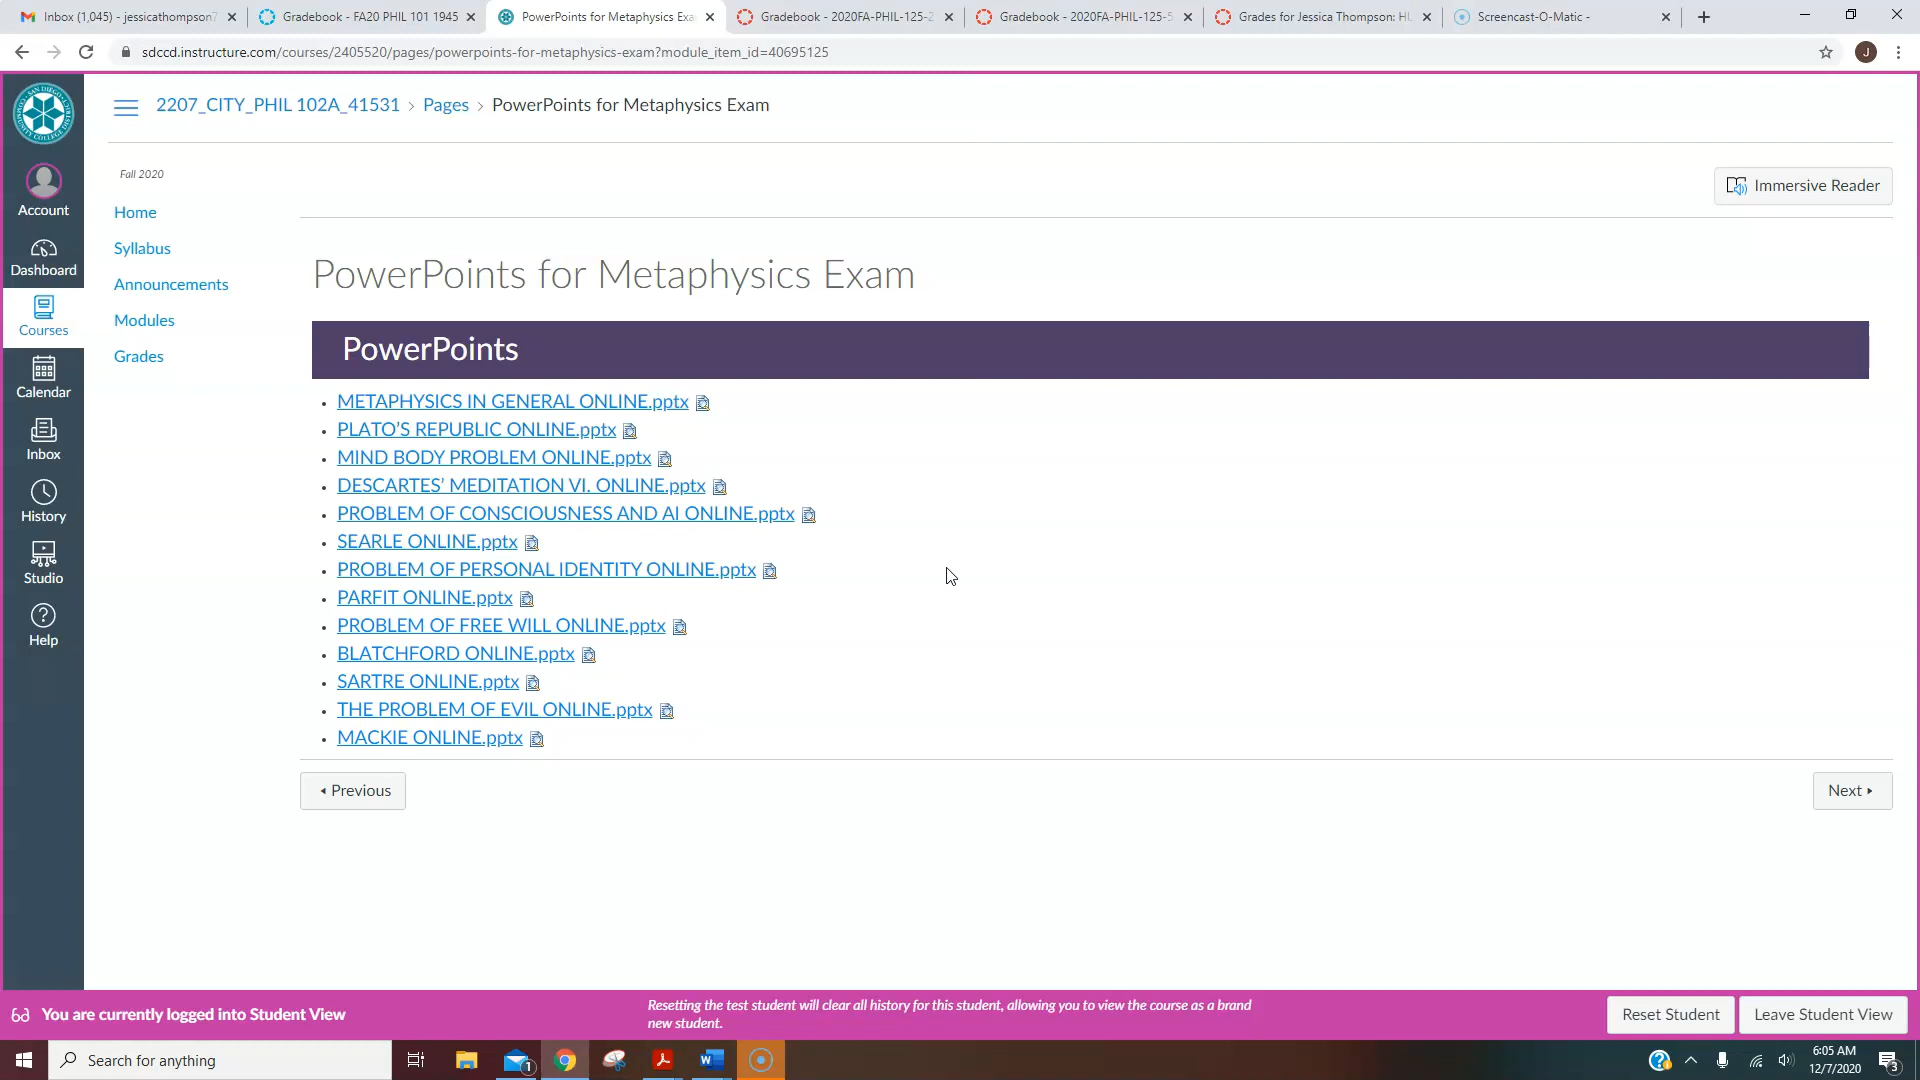 Inbox (1,045) - jessicathompson7
Gradebook - FA20 PHIL 101 1945
PowerPoints for Metaphysics Exa
Gradebook - 2020FA-PHIL-125-2
Gradebook - 2020FA-PHIL-125-5
Grades for Jessica Thompson: HU
Screencast-O-Matic -
sdccd.instructure.com/courses/2405520/pages/powerpoints-for-metaphysics-exam?module_item_id=40695125
J
SAN DIEGO COMMUNITY COLLEGE DISTRICT
2207_CITY_PHIL 102A_41531 › Pages › PowerPoints for Metaphysics Exam
Account
Dashboard
Courses
Calendar
Inbox
History
Studio
Help
Fall 2020
Home
Syllabus
Announcements
Modules
Grades
Immersive Reader
PowerPoints for Metaphysics Exam
PowerPoints
METAPHYSICS IN GENERAL ONLINE.pptx
PLATO’S REPUBLIC ONLINE.pptx
MIND BODY PROBLEM ONLINE.pptx
DESCARTES’ MEDITATION VI. ONLINE.pptx
PROBLEM OF CONSCIOUSNESS AND AI ONLINE.pptx
SEARLE ONLINE.pptx
PROBLEM OF PERSONAL IDENTITY ONLINE.pptx
PARFIT ONLINE.pptx
PROBLEM OF FREE WILL ONLINE.pptx
BLATCHFORD ONLINE.pptx
SARTRE ONLINE.pptx
THE PROBLEM OF EVIL ONLINE.pptx
MACKIE ONLINE.pptx
Previous
Next
You are currently logged into Student View
Resetting the test student will clear all history for this student, allowing you to view the course as a brand
new student.
Reset Student
Leave Student View
Search for anything
1
6:05 AM
12/7/2020
3